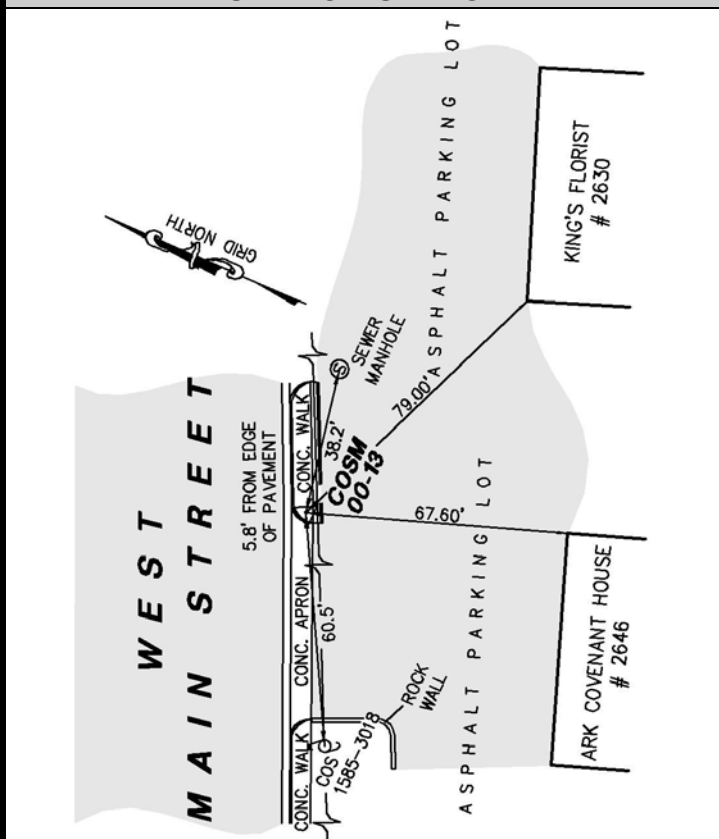 GRID NORTH
WEST
MAIN STREET
5.8' FROM EDGE
OF PAVEMENT
CONC. WALK
CONC. APRON
CONC. WALK
SEWER
MANHOLE
S
38.2'
COSM
00-13
79.00'
67.60'
60.5'
ASPHALT PARKING LOT
ASPHALT PARKING LOT
KING'S FLORIST
# 2630
ARK COVENANT HOUSE
# 2646
ROCK
WALL
COS
1585-3018